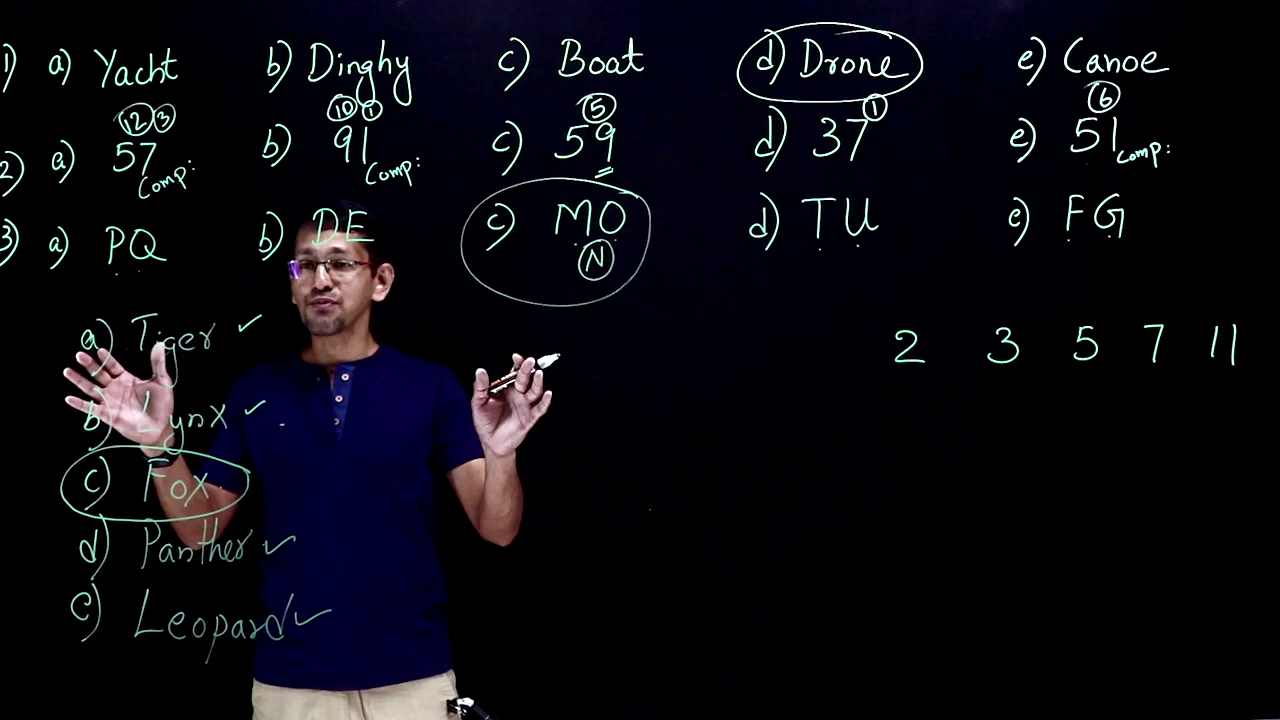 1) a) Yacht b) Dinghy c) Boat d) Drone e) Canoe
12 3 10 1 5 1 6
2) a) 57 comp: b) 91 comp: c) 59 d) 37 e) 51 comp:
3) a) PQ b) DE c) MO d) TU e) FG
N
a) Tiger ✓
2 3 5 7 11
b) Lynx ✓
c) Fox
d) Panther ✓
e) Leopard ✓